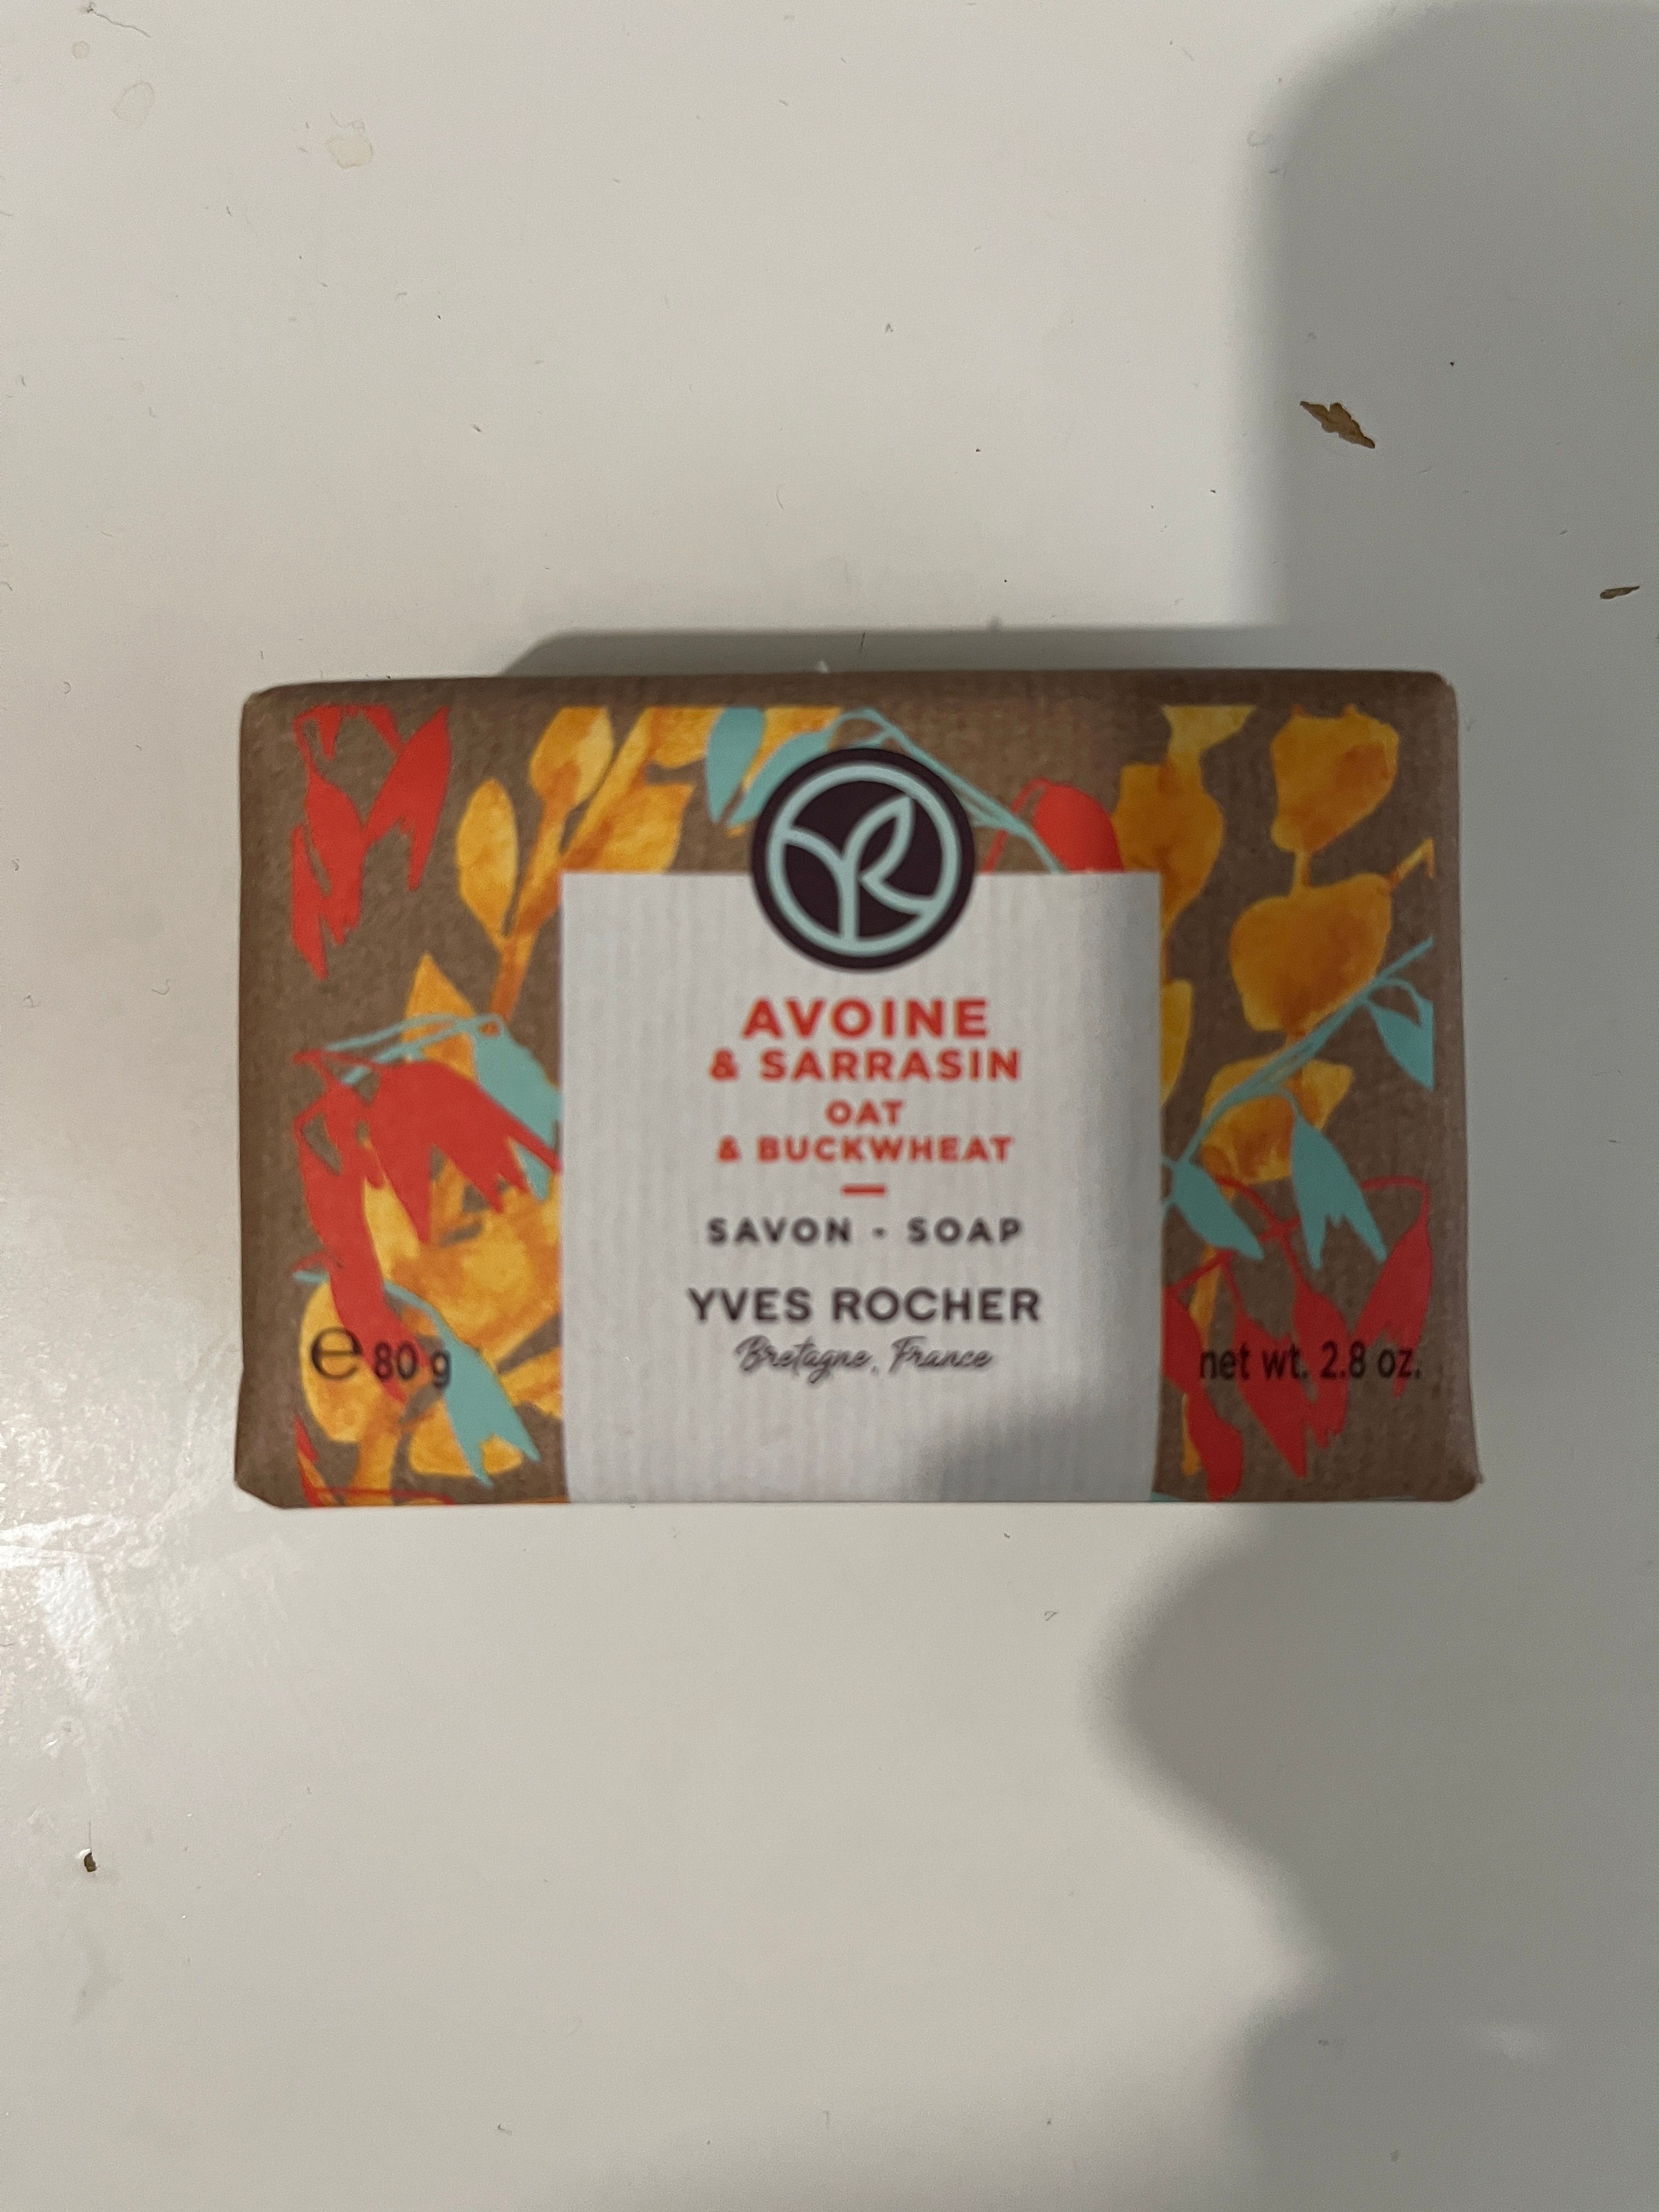 AVOINE
& SARRASIN
OAT
& BUCKWHEAT
SAVON - SOAP
YVES ROCHER
Bretagne, France
℮ 80 g
net wt. 2.8 oz.